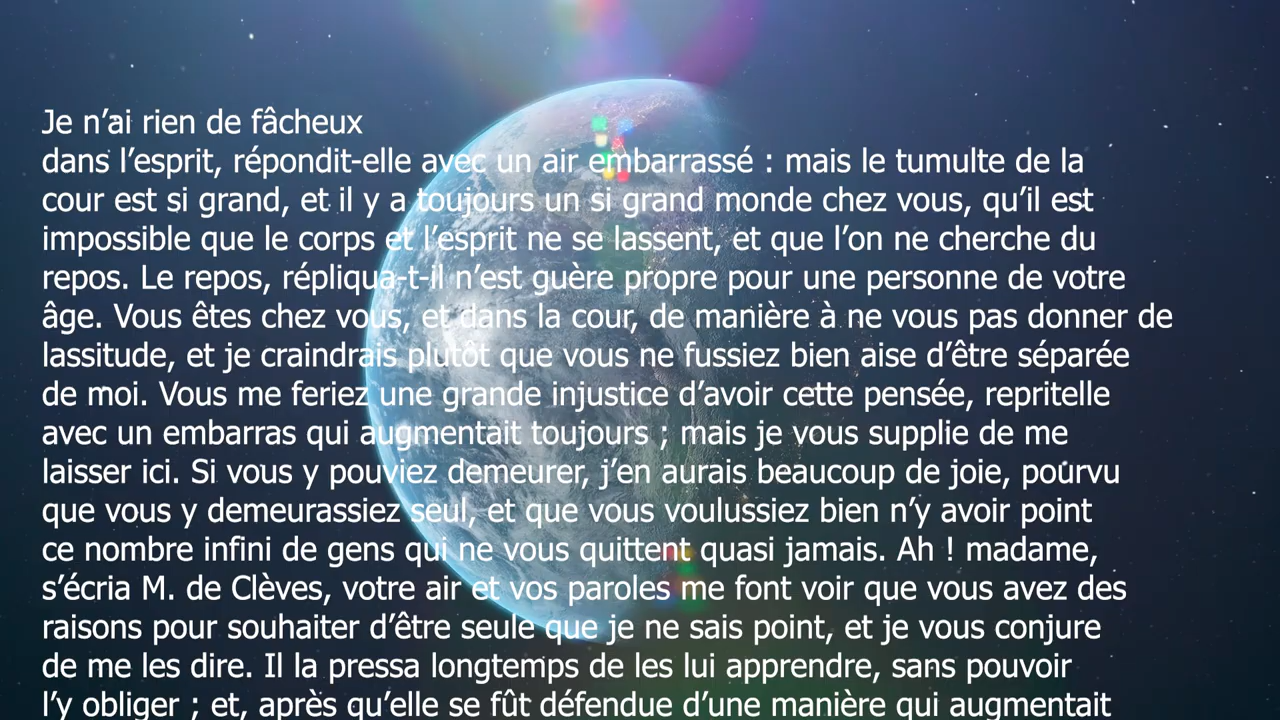 Je n’ai rien de fâcheux
dans l’esprit, répondit-elle avec un air embarrassé : mais le tumulte de la
cour est si grand, et il y a toujours un si grand monde chez vous, qu’il est
impossible que le corps et l’esprit ne se lassent, et que l’on ne cherche du
repos. Le repos, répliqua-t-il n’est guère propre pour une personne de votre
âge. Vous êtes chez vous, et dans la cour, de manière à ne vous pas donner de
lassitude, et je craindrais plutôt que vous ne fussiez bien aise d’être séparée
de moi. Vous me feriez une grande injustice d’avoir cette pensée, repritelle
avec un embarras qui augmentait toujours ; mais je vous supplie de me
laisser ici. Si vous y pouviez demeurer, j’en aurais beaucoup de joie, pourvu
que vous y demeurassiez seul, et que vous voulussiez bien n’y avoir point
ce nombre infini de gens qui ne vous quittent quasi jamais. Ah ! madame,
s’écria M. de Clèves, votre air et vos paroles me font voir que vous avez des
raisons pour souhaiter d’être seule que je ne sais point, et je vous conjure
de me les dire. Il la pressa longtemps de les lui apprendre, sans pouvoir
l’y obliger ; et, après qu’elle se fût défendue d’une manière qui augmentait